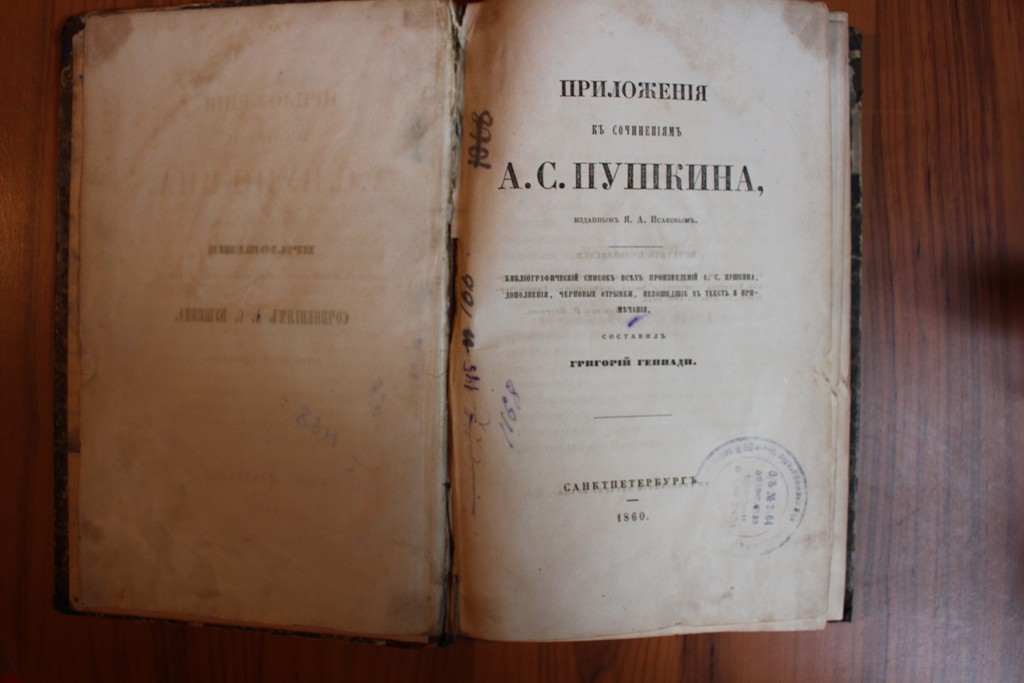 ПРИЛОЖЕНІЯ
КЪ СОЧИНЕНІЯМЪ
А. С. ПУШКИНА,
ИЗДАННЫМЪ Я. А. ИСАКОВЫМЪ.
БИБЛІОГРАФИЧЕСКІЙ СПИСОКЪ ВСѢХЪ ПРОИЗВЕДЕНІЙ А. С. ПУШКИНА,
ДОПОЛНЕНІЯ, ЧЕРНОВЫЕ ОТРЫВКИ, НЕВОШЕДШІЕ ВЪ ТЕКСТЪ И ПРИ-
МѢЧАНІЯ,
СОСТАВИЛЪ
ГРИГОРІЙ ГЕННАДИ.
САНКТПЕТЕРБУРГЪ
1860.
1168